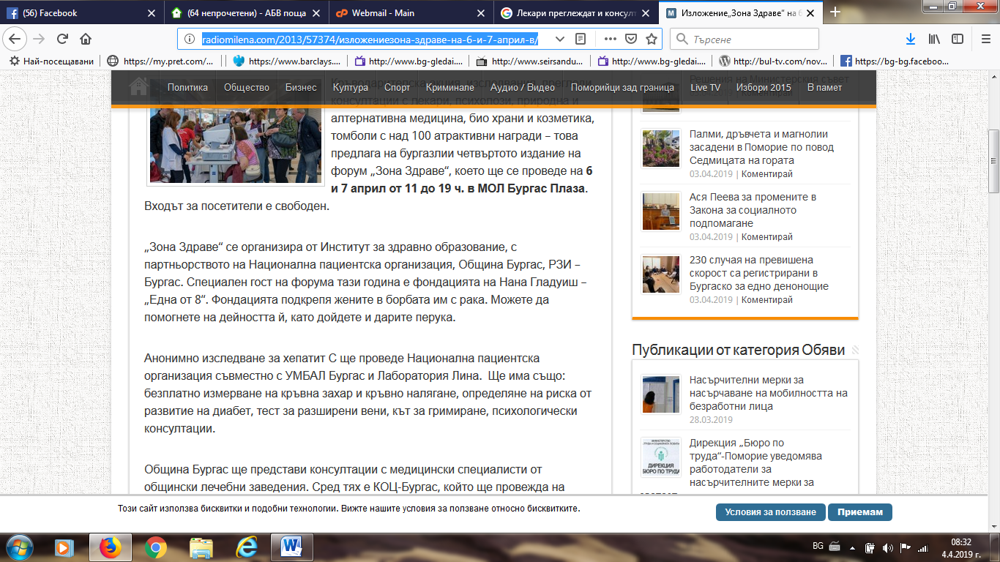 (56) Facebook
(64 непрочетени) - АБВ поща
Webmail - Main
Лекари преглеждат и консулт
Изложение„Зона Здраве“ на 6
radiomilena.com/2013/57374/изложениезона-здраве-на-6-и-7-април-в/
Търсене
Най-посещавани
https://my.pret.com/...
https://www.barclays....
http://www.bg-gledai....
http://www.seirsandu...
http://www.bg-gledai....
http://bul-tv.com/nov...
https://bg-bg.faceboo...
Политика
Общество
Бизнес
Култура
Спорт
Криминале
Аудио / Видео
Поморийци зад граница
Live TV
Избори 2015
В памет
консултации с лекари, психолози, природна и
алтернативна медицина, био храни и козметика,
томболи с над 100 атрактивни награди – това
предлага на бургазлии четвъртото издание на
форум „Зона Здраве“, което ще се проведе на 6
и 7 април от 11 до 19 ч. в МОЛ Бургас Плаза.
Входът за посетители е свободен.
„Зона Здраве“ се организира от Институт за здравно образование, с
партньорството на Национална пациентска организация, Община Бургас, РЗИ –
Бургас. Специален гост на форума тази година е фондацията на Нана Гладуиш –
„Една от 8“. Фондацията подкрепя жените в борбата им с рака. Можете да
помогнете на дейността й, като дойдете и дарите перука.
Анонимно изследване за хепатит С ще проведе Национална пациентска
организация съвместно с УМБАЛ Бургас и Лаборатория Лина. Ще има също:
безплатно измерване на кръвна захар и кръвно налягане, определяне на риска от
развитие на диабет, тест за разширени вени, кът за гримиране, психологически
консултации.
Община Бургас ще представи консултации с медицински специалисти от
общински лечебни заведения. Сред тях е КОЦ-Бургас, който ще провежда на
Решения на Министерския съвет
Палми, дръвчета и магнолии
засадени в Поморие по повод
Седмицата на гората
03.04.2019 | Коментирай
Ася Пеева за промените в
Закона за социалното
подпомагане
03.04.2019 | Коментирай
230 случая на превишена
скорост са регистрирани в
Бургаско за едно денонощие
03.04.2019 | Коментирай
Публикации от категория Обяви
Насърчителни мерки за
насърчаване на мобилността на
безработни лица
28.03.2019
ДИРЕКЦИЯ
БЮРО ПО ТРУДА
Дирекция „Бюро по
труда“-Поморие уведомява
работодатели за
насърчителните мерки за
Този сайт използва бисквитки и подобни технологии. Вижте нашите условия за ползване относно бисквитките.
Условия за ползване
Приемам
BG
08:32
4.4.2019 г.